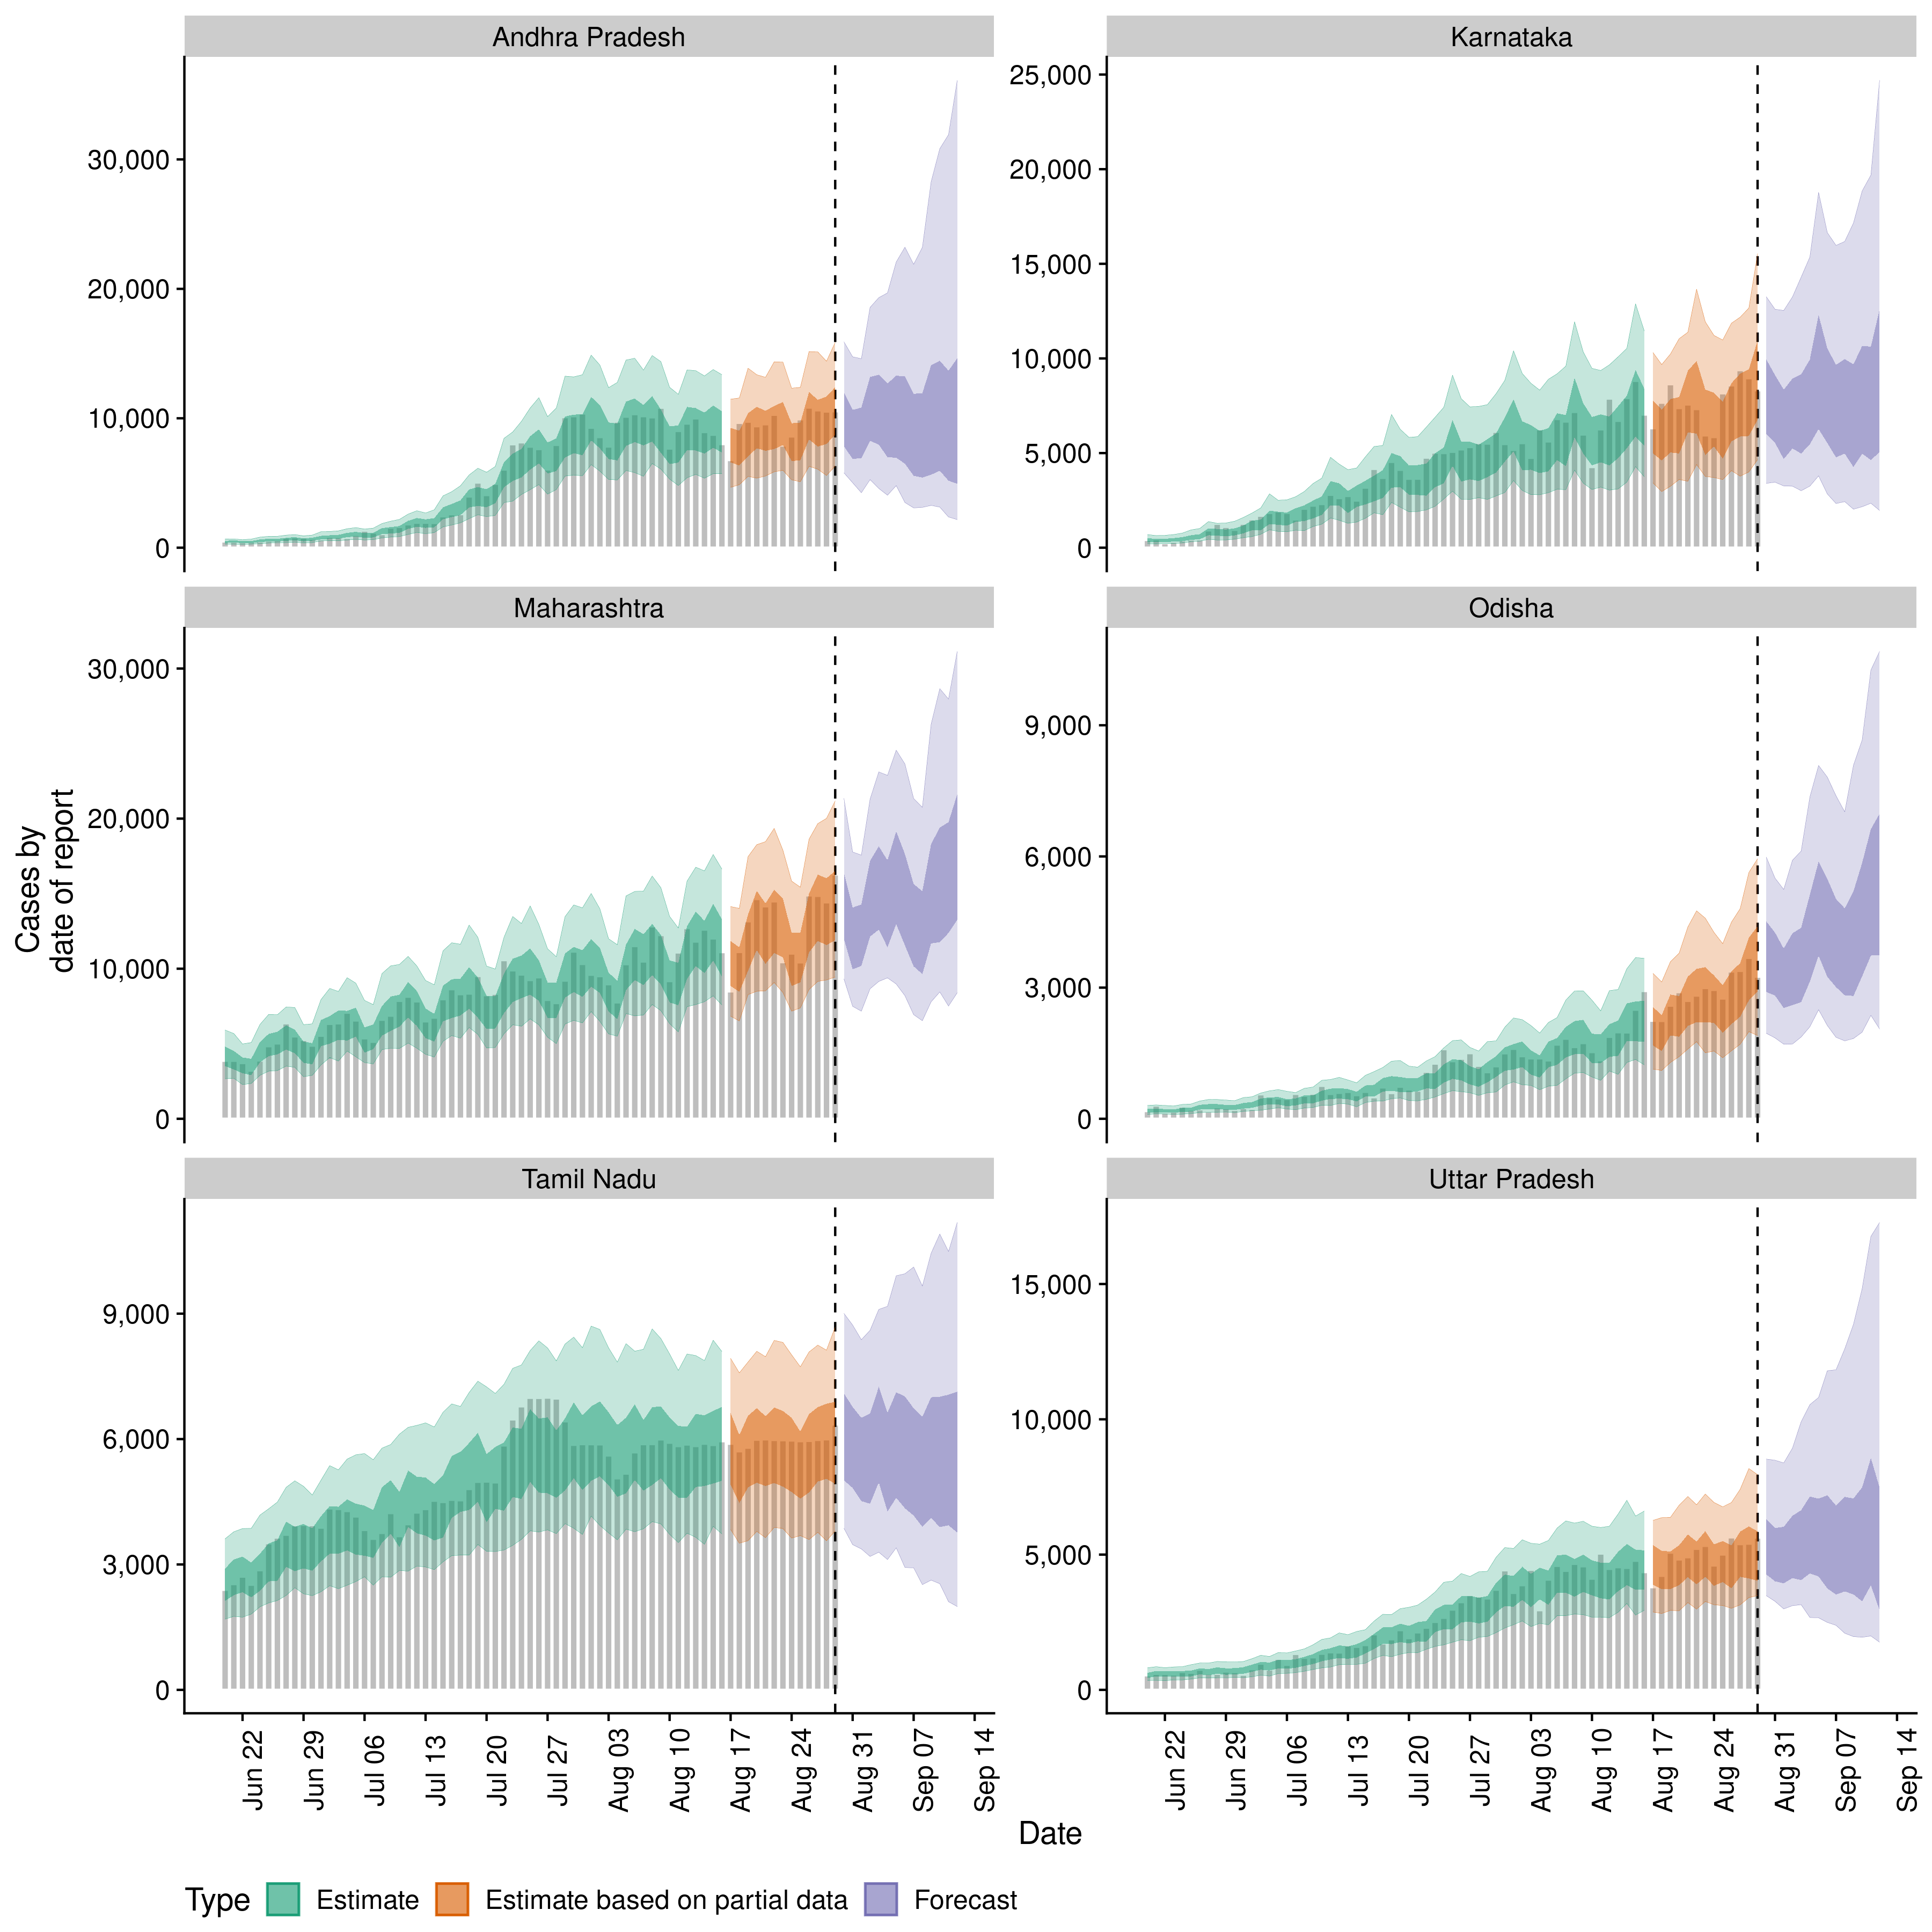 Andhra Pradesh
Karnataka
30,000
20,000
10,000
0
25,000
20,000
15,000
10,000
5,000
0
Maharashtra
Odisha
30,000
20,000
10,000
0
9,000
6,000
3,000
0
Cases by
date of report
Tamil Nadu
Uttar Pradesh
9,000
6,000
3,000
0
15,000
10,000
5,000
0
Jun 22
Jun 29
Jul 06
Jul 13
Jul 20
Jul 27
Aug 03
Aug 10
Aug 17
Aug 24
Aug 31
Sep 07
Sep 14
Jun 22
Jun 29
Jul 06
Jul 13
Jul 20
Jul 27
Aug 03
Aug 10
Aug 17
Aug 24
Aug 31
Sep 07
Sep 14
Date
Type Estimate Estimate based on partial data Forecast